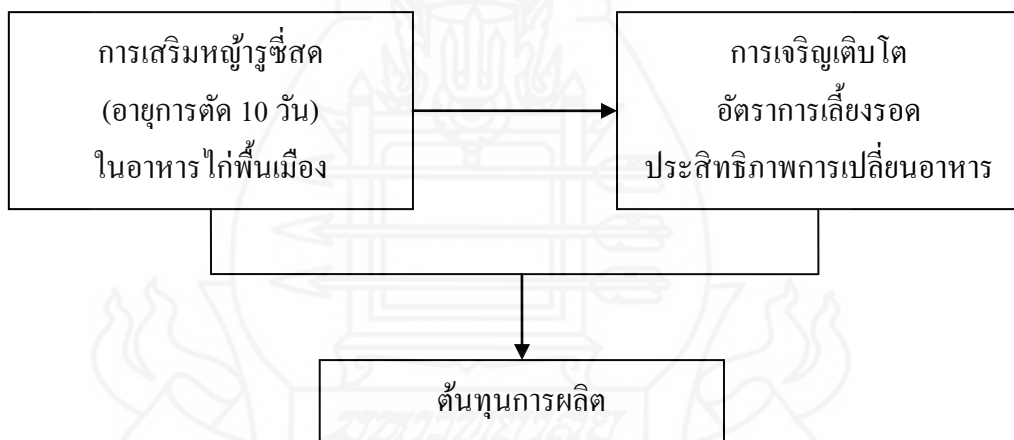 การเสริมหญ้ารูซี่สด
(อายุการตัด 10 วัน)
ในอาหารไก่พื้นเมือง
การเจริญเติบโต
อัตราการเลี้ยงรอด
ประสิทธิภาพการเปลี่ยนอาหาร
ต้นทุนการผลิต